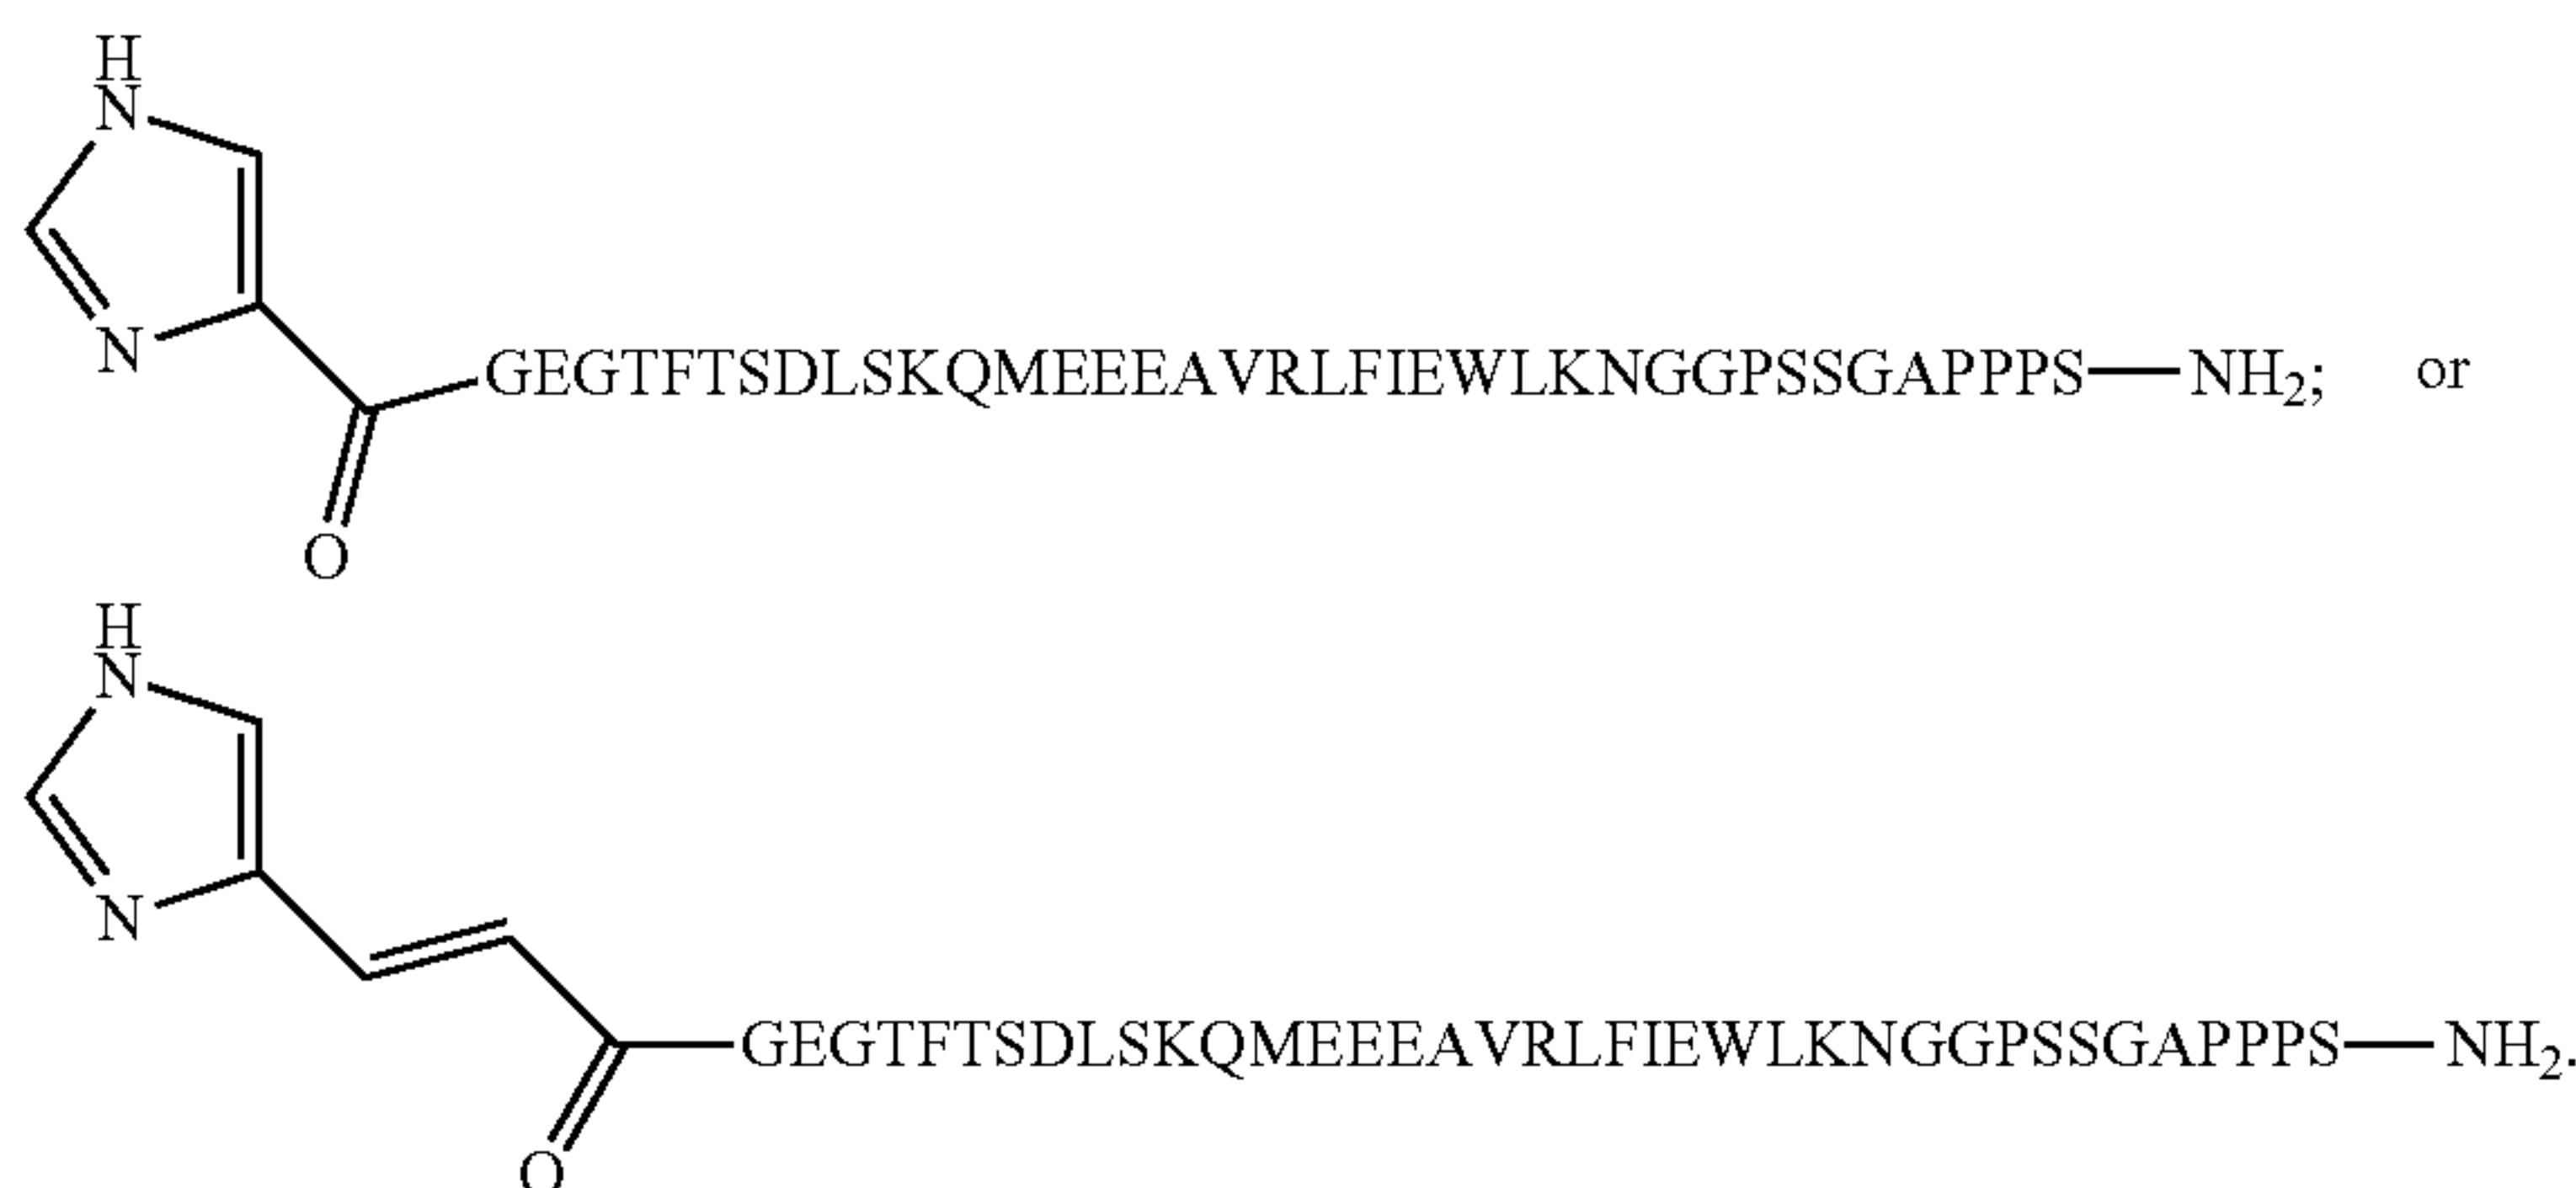 H
N
N
GEGTFTSDLSKQMEEEAVRLFIEWLKNGGPSSGAPPPS—NH₂; or
O
H
N
N
GEGTFTSDLSKQMEEEAVRLFIEWLKNGGPSSGAPPPS—NH₂.
O